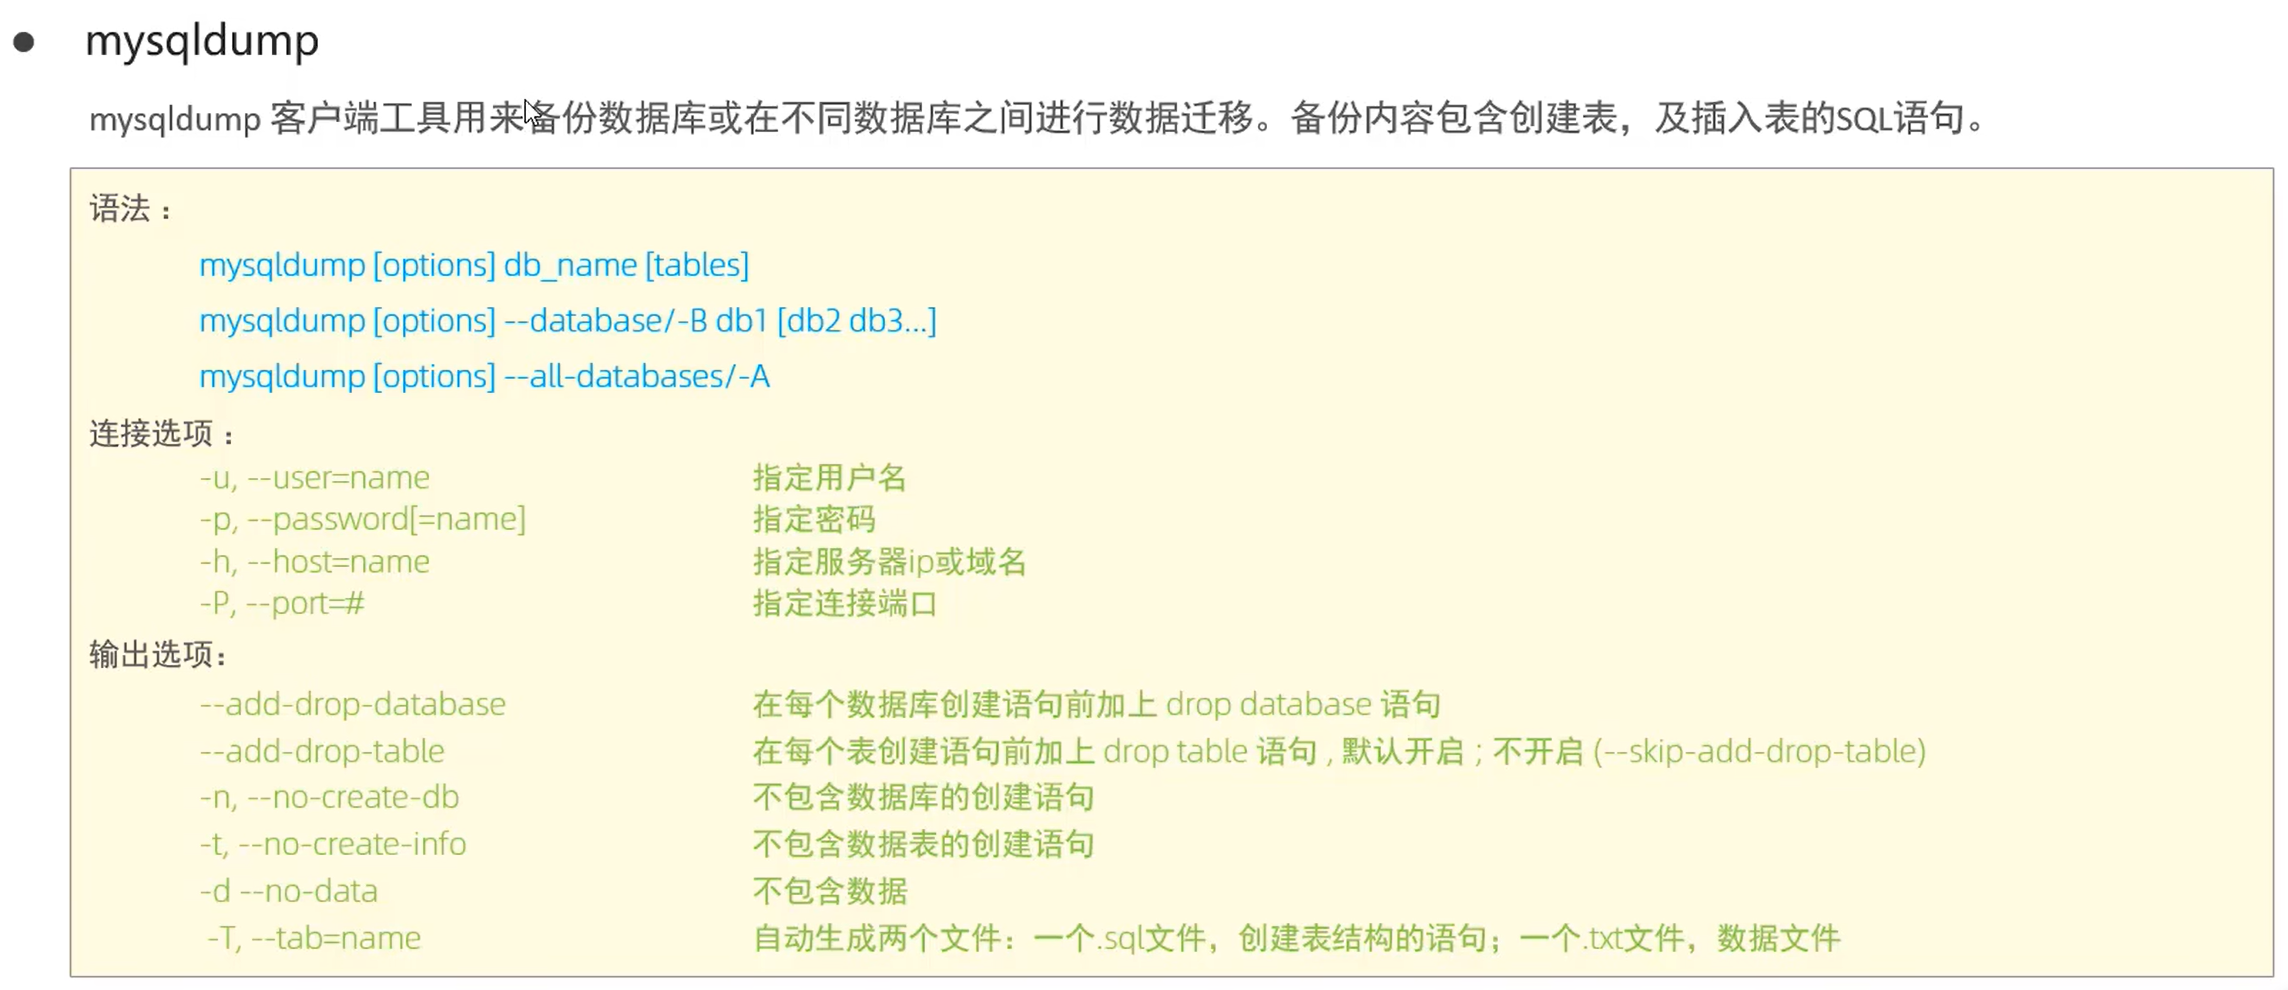 ● mysqldump
mysqldump 客户端工具用来备份数据库或在不同数据库之间进行数据迁移。备份内容包含创建表，及插入表的SQL语句。
语法：
mysqldump [options] db_name [tables]
mysqldump [options] --database/-B db1 [db2 db3...]
mysqldump [options] --all-databases/-A
连接选项：
-u, --user=name 指定用户名
-p, --password[=name] 指定密码
-h, --host=name 指定服务器ip或域名
-P, --port=# 指定连接端口
输出选项：
--add-drop-database 在每个数据库创建语句前加上 drop database 语句
--add-drop-table 在每个表创建语句前加上 drop table 语句 , 默认开启 ; 不开启 (--skip-add-drop-table)
-n, --no-create-db 不包含数据库的创建语句
-t, --no-create-info 不包含数据表的创建语句
-d --no-data 不包含数据
-T, --tab=name 自动生成两个文件：一个.sql文件，创建表结构的语句；一个.txt文件，数据文件